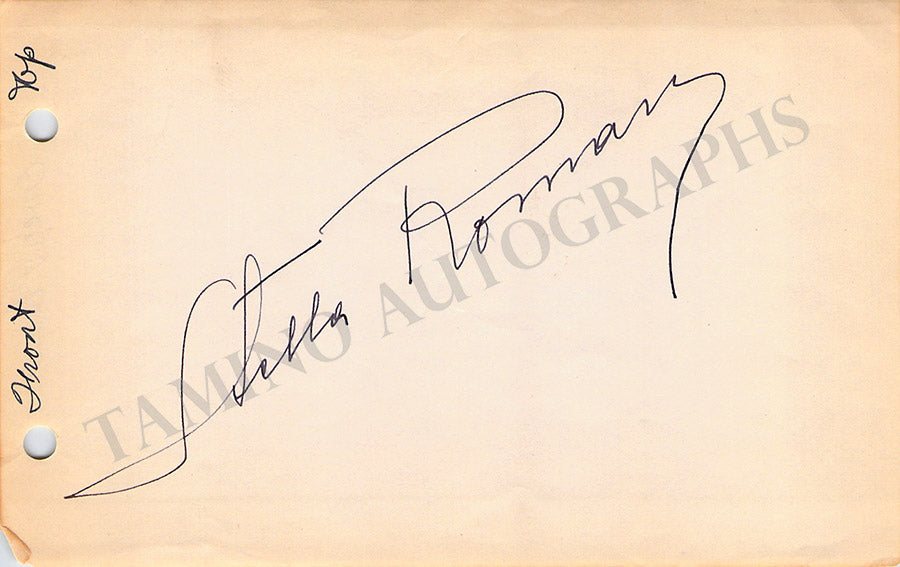 Top
Front
Stella Roman
TAMINO AUTOGRAPHS